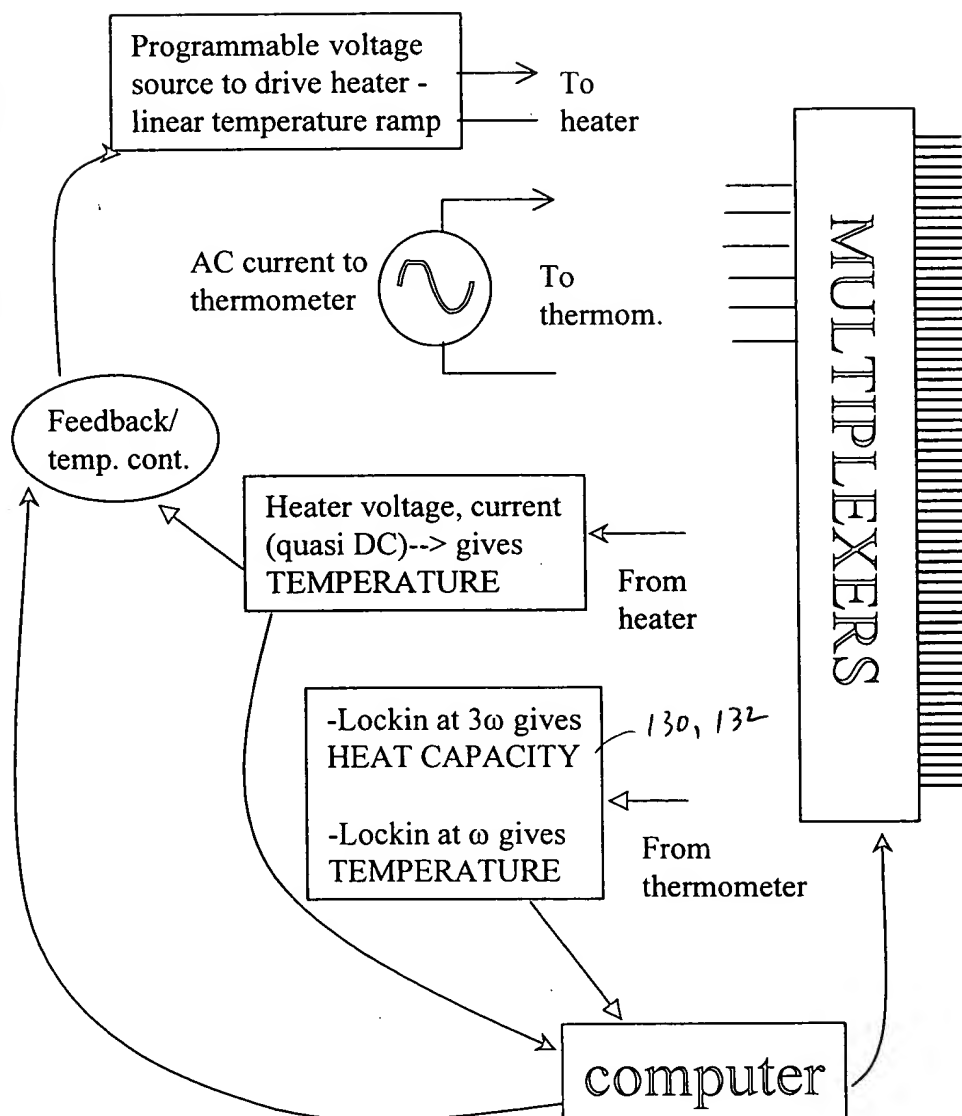 Programmable voltage
source to drive heater -
linear temperature ramp
To
heater
AC current to
thermometer
To
thermom.
MULTIPLEXERS
Feedback/
temp. cont.
Heater voltage, current
(quasi DC)--> gives
TEMPERATURE
From
heater
-Lockin at 3ω gives
HEAT CAPACITY
130, 132
-Lockin at ω gives
TEMPERATURE
From
thermometer
computer